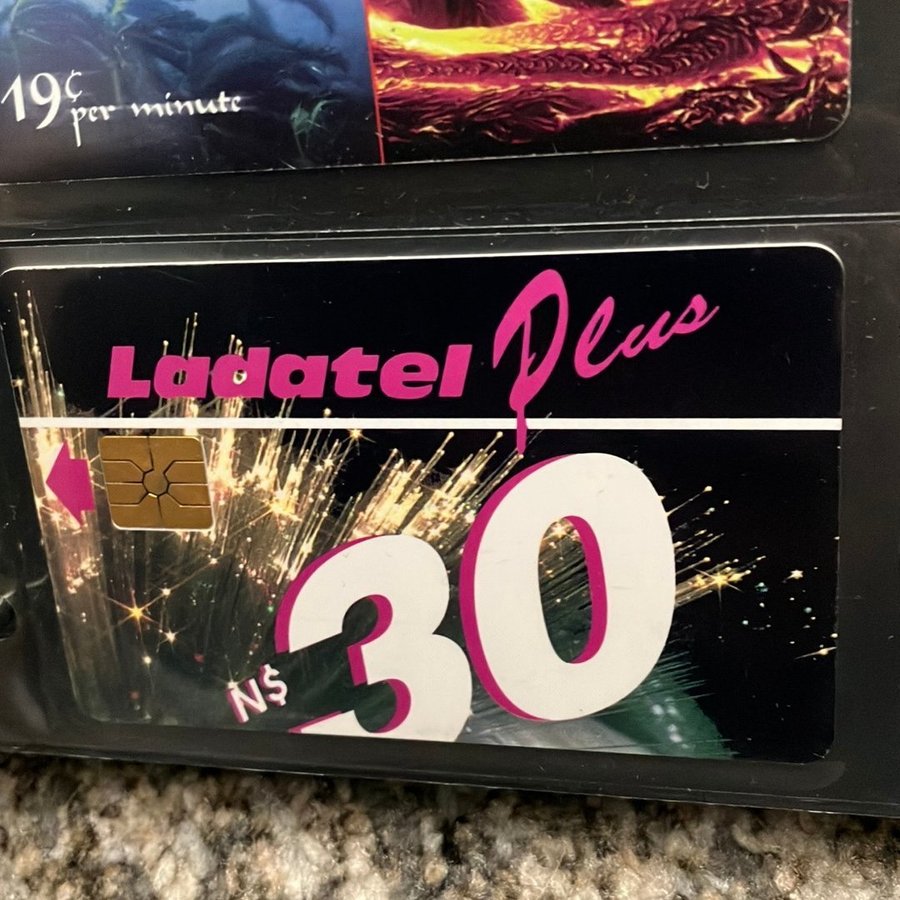 19¢
per minute
Ladatel Plus
30
N$